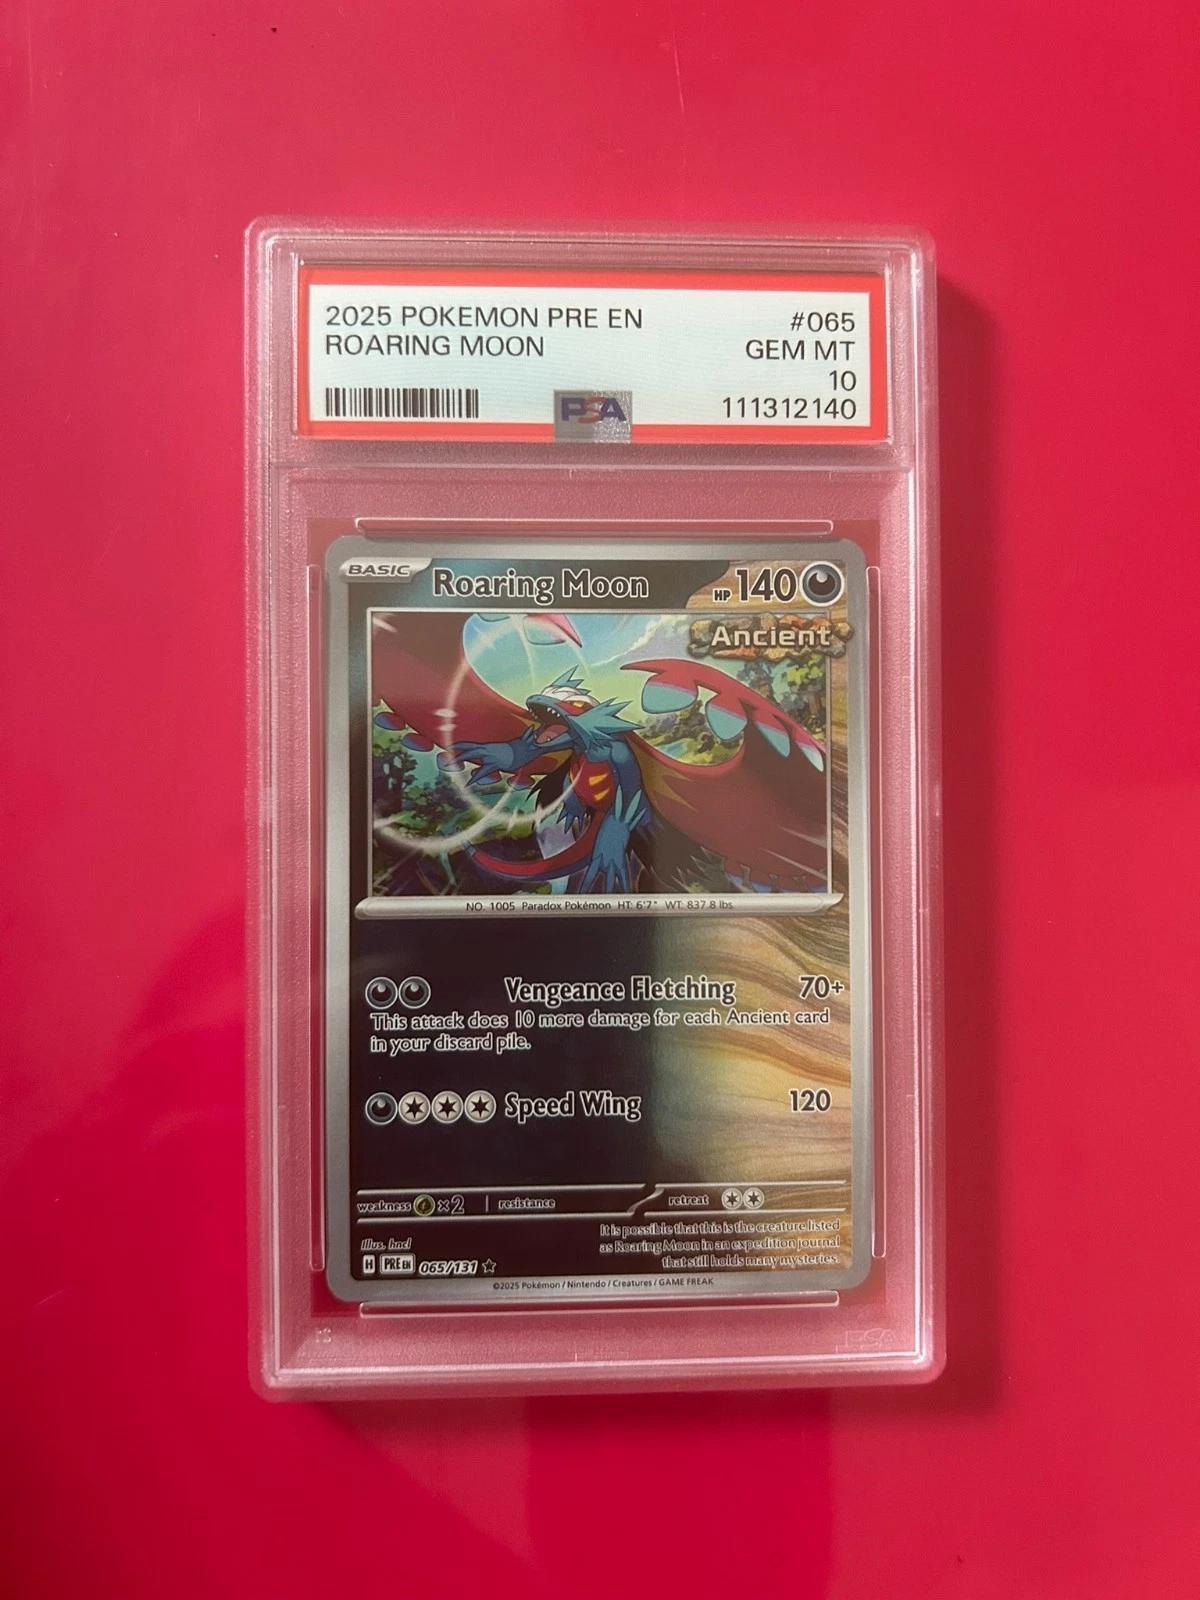 2025 POKEMON PRE EN #065
ROARING MOON GEM MT
10
PSA 111312140
BASIC Roaring Moon HP 140
Ancient
NO. 1005 Paradox Pokémon HT: 6'7" WT: 837.8 lbs.
Vengeance Fletching 70+
This attack does 10 more damage for each Ancient card
in your discard pile.
Speed Wing 120
weakness ×2 resistance retreat
It is possible that this is the creature listed
as Roaring Moon in an expedition journal
that still holds many mysteries.
Illus. hncl
H PRE EN 065/131
©2025 Pokémon / Nintendo / Creatures / GAME FREAK
PSA